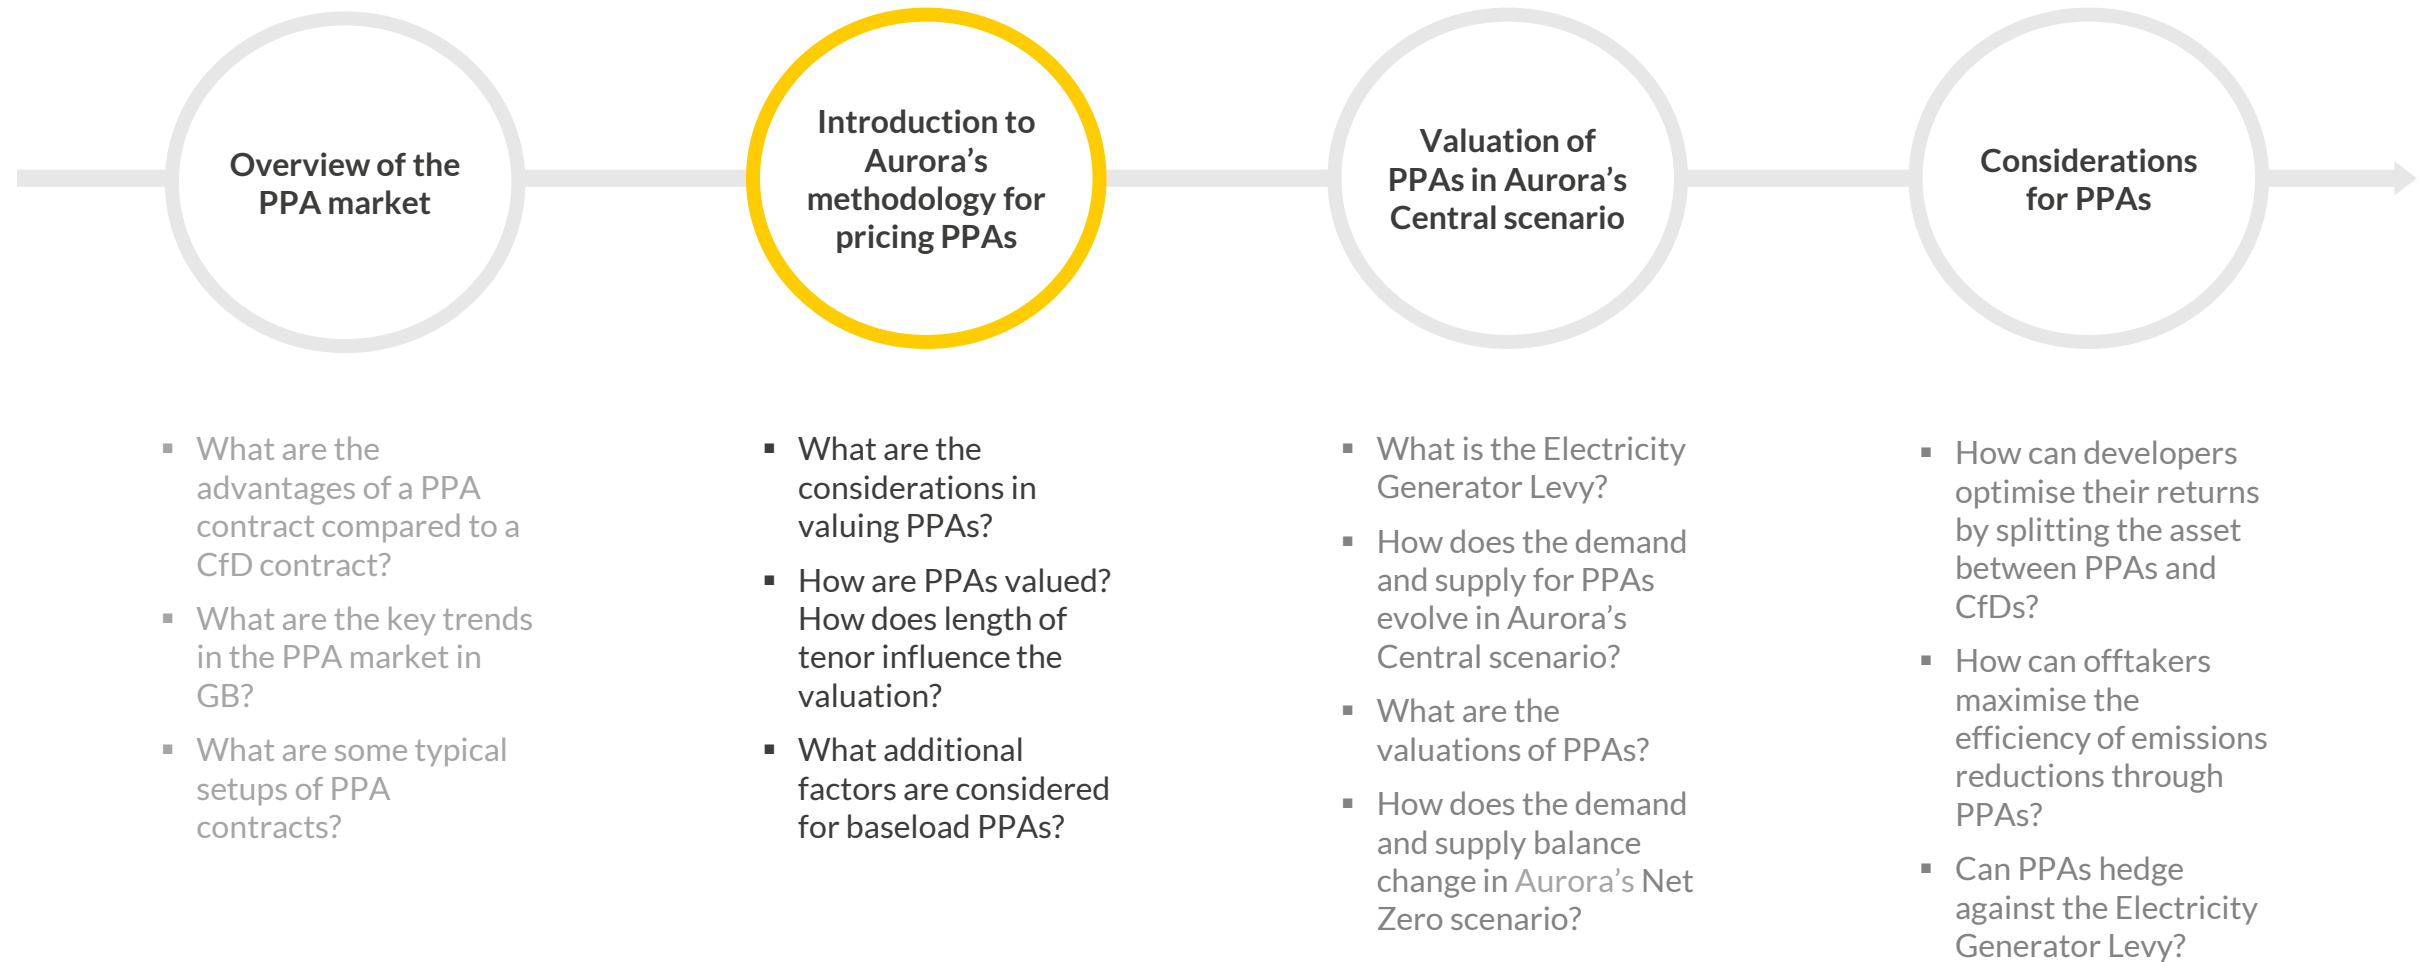 Overview of the
PPA market
Introduction to
Aurora’s
methodology for
pricing PPAs
Valuation of
PPAs in Aurora’s
Central scenario
Considerations
for PPAs
▪ What are the
advantages of a PPA
contract compared to a
CfD contract?
▪ What are the key trends
in the PPA market in
GB?
▪ What are some typical
setups of PPA
contracts?
▪ What are the
considerations in
valuing PPAs?
▪ How are PPAs valued?
How does length of
tenor influence the
valuation?
▪ What additional
factors are considered
for baseload PPAs?
▪ What is the Electricity
Generator Levy?
▪ How does the demand
and supply for PPAs
evolve in Aurora’s
Central scenario?
▪ What are the
valuations of PPAs?
▪ How does the demand
and supply balance
change in Aurora’s Net
Zero scenario?
▪ How can developers
optimise their returns
by splitting the asset
between PPAs and
CfDs?
▪ How can offtakers
maximise the
efficiency of emissions
reductions through
PPAs?
▪ Can PPAs hedge
against the Electricity
Generator Levy?